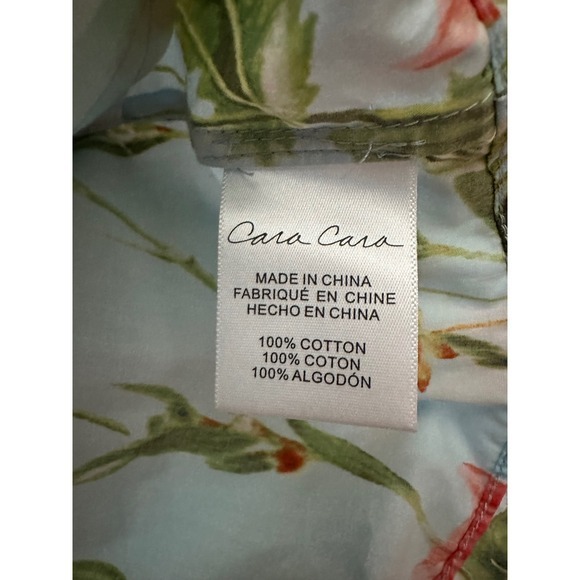 Cara Cara
MADE IN CHINA
FABRIQUÉ EN CHINE
HECHO EN CHINA
100% COTTON
100% COTON
100% ALGODÓN